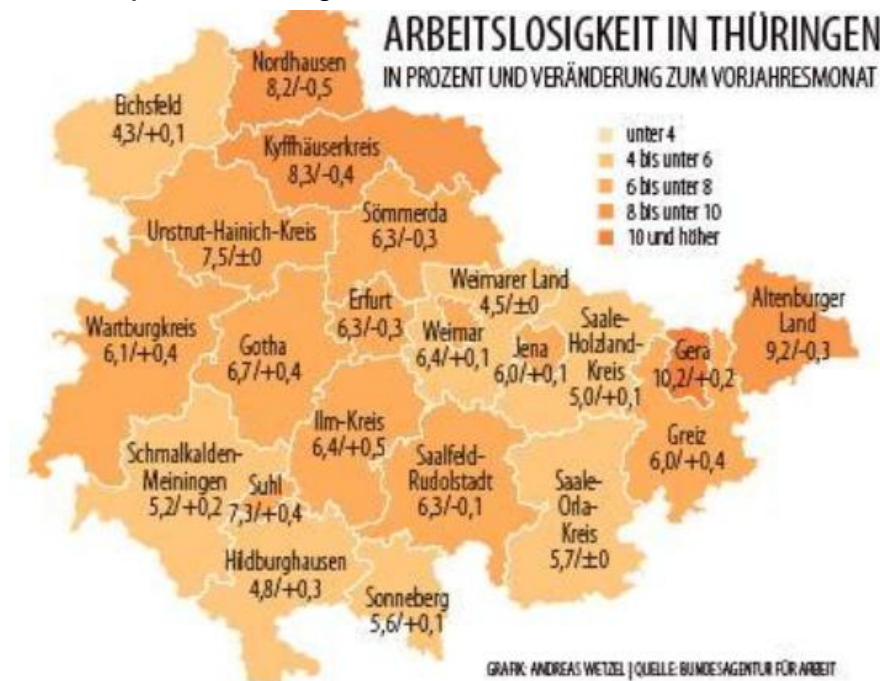 ARBEITSLOSIGKEIT IN THÜRINGEN
IN PROZENT UND VERÄNDERUNG ZUM VORJAHRESMONAT
unter 4
4 bis unter 6
6 bis unter 8
8 bis unter 10
10 und höher
Nordhausen
8,2/-0,5
Eichsfeld
4,3/+0,1
Kyffhäuserkreis
8,3/-0,4
Sömmerda
6,3/-0,3
Unstrut-Hainich-Kreis
7,5/±0
Weimarer Land
4,5/±0
Altenburger
Land
9,2/-0,3
Wartburgkreis
6,1/+0,4
Gotha
6,7/+0,4
Erfurt
6,3/-0,3
Weimar
6,4/+0,1
Jena
6,0/+0,1
Saale-
Holzland-
Kreis
5,0/+0,1
Gera
10,2/+0,2
Greiz
6,0/+0,4
Ilm-Kreis
6,4/+0,5
Saalfeld-
Rudolstadt
6,3/-0,1
Saale-
Orla-
Kreis
5,7/±0
Schmalkalden-
Meiningen
5,2/+0,2
Suhl
7,3/+0,4
Hildburghausen
4,8/+0,3
Sonneberg
5,6/+0,1
GRAFIK: ANDREAS WETZEL | QUELLE: BUNDESAGENTUR FÜR ARBEIT